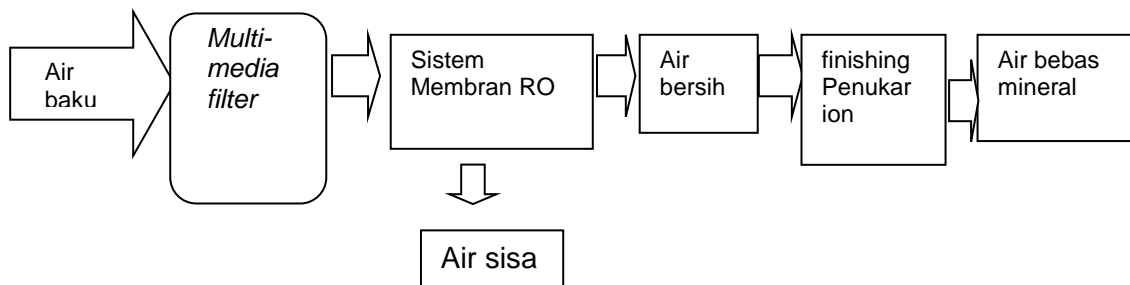 Air
baku
Multi-
media
filter
Sistem
Membran RO
Air
bersih
finishing
Penukar
ion
Air bebas
mineral
Air sisa